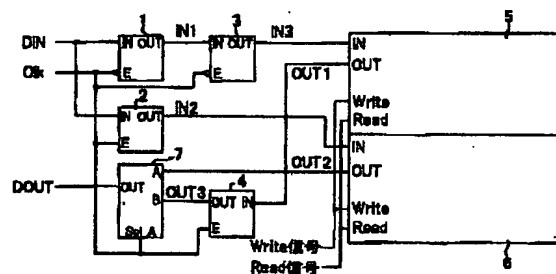 1
IN1
3
5
DIN
IN OUT
IN OUT
IN3
IN
Clk
E
E
OUT1
OUT
2
IN OUT
IN2
Write
Read
E
IN
7
A
OUT2
OUT
DOUT
OUT
B
OUT3
4
OUT IN
Write
E
Read
Write信号
Read信号
6